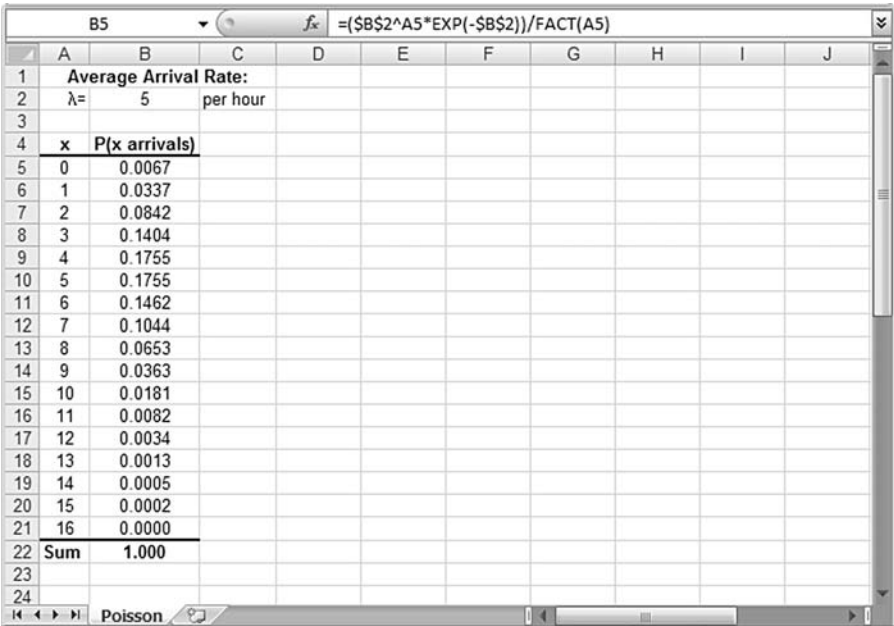 B5 fx =($B$2^A5*EXP(-$B$2))/FACT(A5)
A B C D E F G H I J
1 Average Arrival Rate:
2 λ= 5 per hour
3
4 x P(x arrivals)
5 0 0.0067
6 1 0.0337
7 2 0.0842
8 3 0.1404
9 4 0.1755
10 5 0.1755
11 6 0.1462
12 7 0.1044
13 8 0.0653
14 9 0.0363
15 10 0.0181
16 11 0.0082
17 12 0.0034
18 13 0.0013
19 14 0.0005
20 15 0.0002
21 16 0.0000
22 Sum 1.000
23
24
Poisson